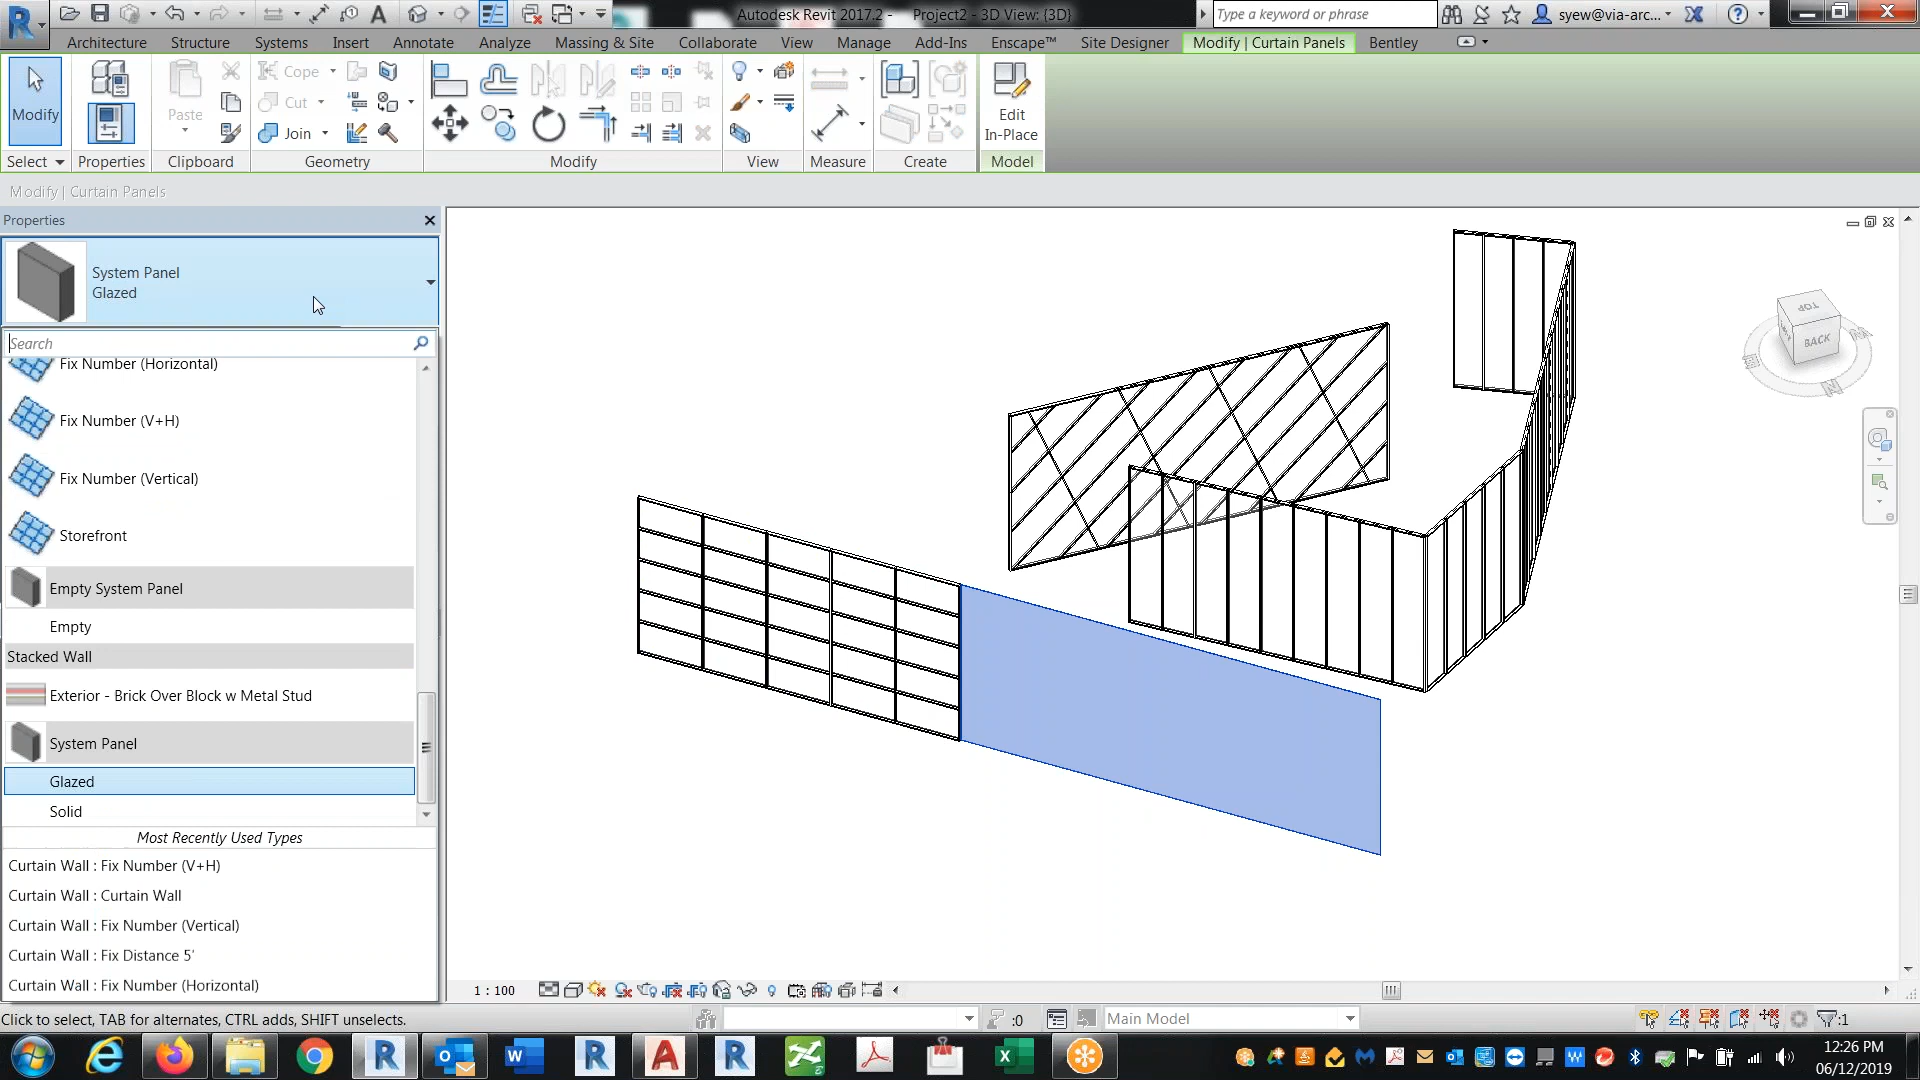 Autodesk Revit 2017.2 - Project2 - 3D View: {3D}
Type a keyword or phrase
syew@via-arc...
Architecture Structure Systems Insert Annotate Analyze Massing & Site Collaborate View Manage Add-Ins Enscape™ Site Designer Modify | Curtain Panels Bentley
Modify
Paste
Cope
Cut
Join
Edit
In-Place
Select Properties Clipboard Geometry Modify View Measure Create Model
Modify | Curtain Panels
Properties
System Panel
Glazed
Search
Fix Number (Horizontal)
Fix Number (V+H)
Fix Number (Vertical)
Storefront
Empty System Panel
Empty
Stacked Wall
Exterior - Brick Over Block w Metal Stud
System Panel
Glazed
Solid
Most Recently Used Types
Curtain Wall : Fix Number (V+H)
Curtain Wall : Curtain Wall
Curtain Wall : Fix Number (Vertical)
Curtain Wall : Fix Distance 5'
Curtain Wall : Fix Number (Horizontal)
TOP
BACK
1 : 100
Click to select, TAB for alternates, CTRL adds, SHIFT unselects.
:0
Main Model
:1
12:26 PM
06/12/2019